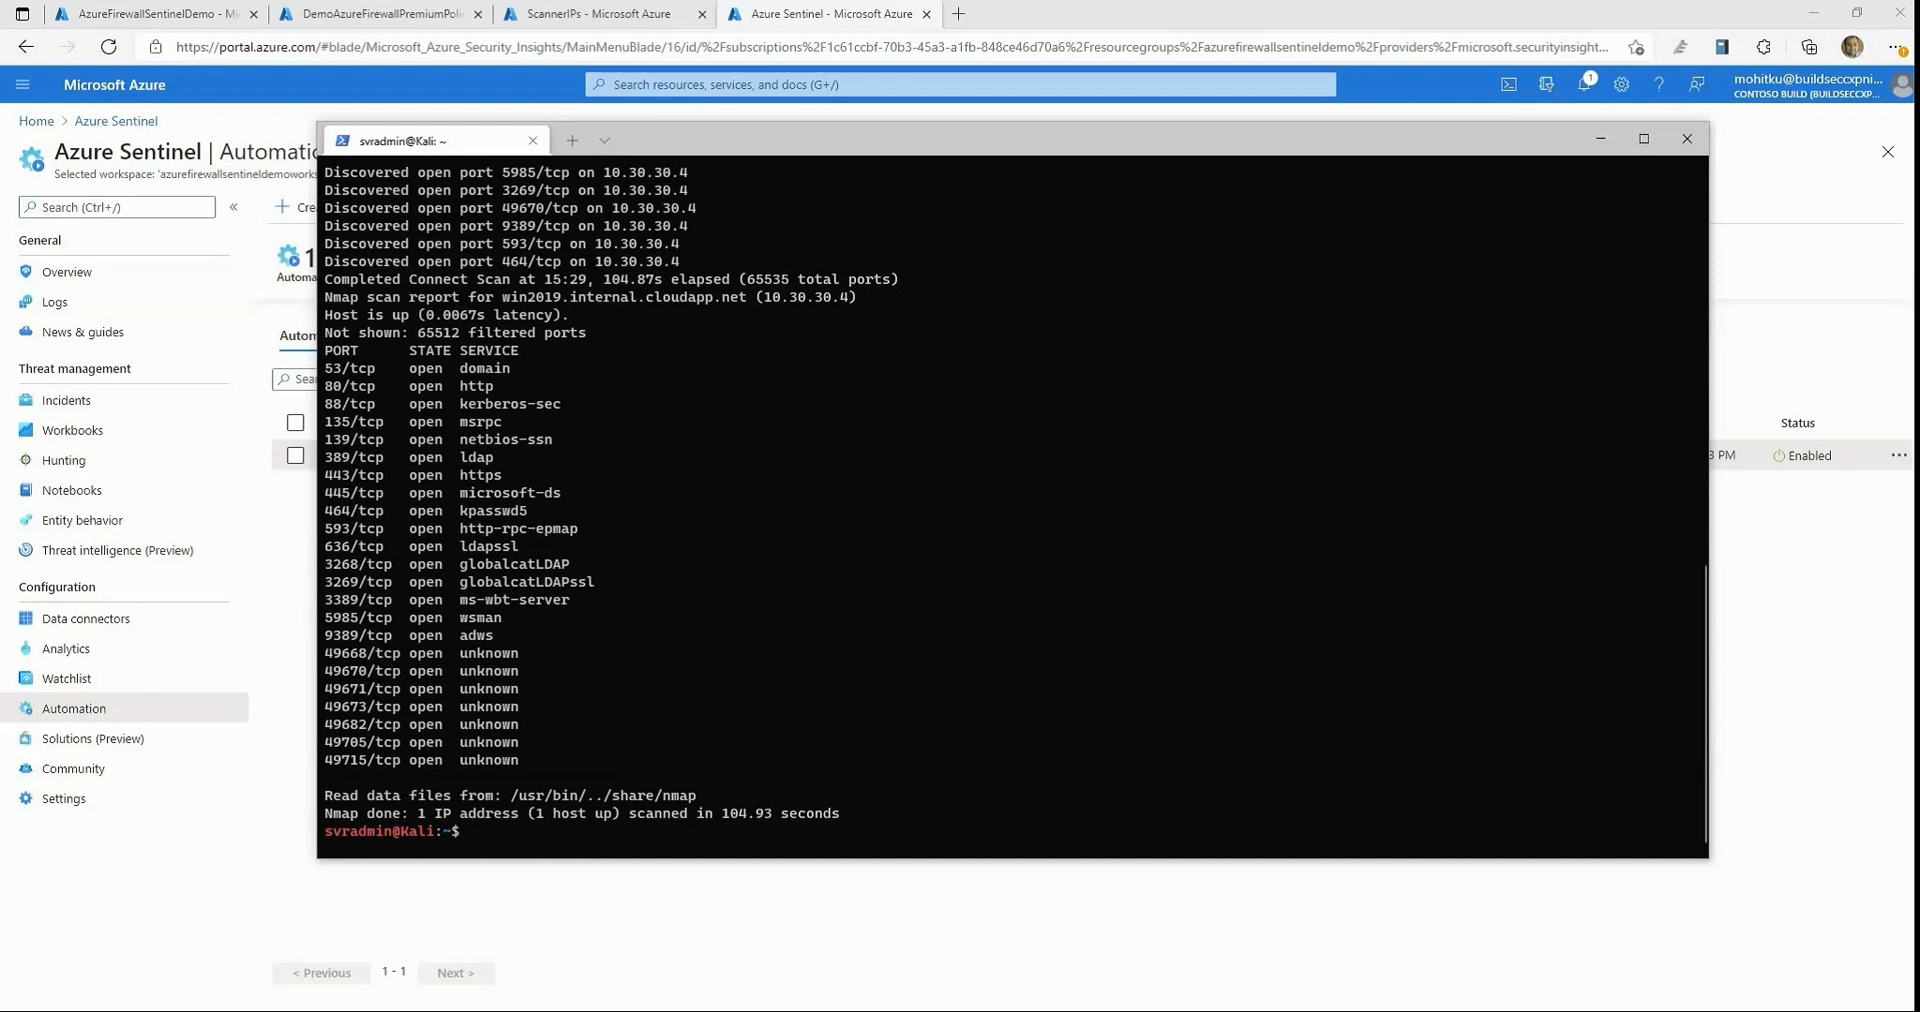 AzureFirewallSentinelDemo - Mi
DemoAzureFirewallPremiumPoli
ScannerIPs - Microsoft Azure
Azure Sentinel - Microsoft Azure
https://portal.azure.com/#blade/Microsoft_Azure_Security_Insights/MainMenuBlade/16/id/%2Fsubscriptions%2F1c61ccbf-70b3-45a3-a1fb-848ce46d70a6%2Fresourcegroups%2Fazurefirewallsentineldemo%2Fproviders%2Fmicrosoft.securityinsight...
Microsoft Azure
Search resources, services, and docs (G+/)
1
mohitku@buildseccxpni...
CONTOSO BUILD (BUILDSECCXP...
Home > Azure Sentinel
Azure Sentinel | Automatio
Selected workspace: 'azurefirewallsentineldemoworks
Search (Ctrl+/)
«
Crea
General
Overview
Logs
News & guides
Threat management
Incidents
Workbooks
Hunting
Notebooks
Entity behavior
Threat intelligence (Preview)
Configuration
Data connectors
Analytics
Watchlist
Automation
Solutions (Preview)
Community
Settings
1
Automa
Autom
Sear
Status
3 PM
Enabled
...
< Previous
1 - 1
Next >
svradmin@Kali: ~
Discovered open port 5985/tcp on 10.30.30.4
Discovered open port 3269/tcp on 10.30.30.4
Discovered open port 49670/tcp on 10.30.30.4
Discovered open port 9389/tcp on 10.30.30.4
Discovered open port 593/tcp on 10.30.30.4
Discovered open port 464/tcp on 10.30.30.4
Completed Connect Scan at 15:29, 104.87s elapsed (65535 total ports)
Nmap scan report for win2019.internal.cloudapp.net (10.30.30.4)
Host is up (0.0067s latency).
Not shown: 65512 filtered ports
PORT STATE SERVICE
53/tcp open domain
80/tcp open http
88/tcp open kerberos-sec
135/tcp open msrpc
139/tcp open netbios-ssn
389/tcp open ldap
443/tcp open https
445/tcp open microsoft-ds
464/tcp open kpasswd5
593/tcp open http-rpc-epmap
636/tcp open ldapssl
3268/tcp open globalcatLDAP
3269/tcp open globalcatLDAPssl
3389/tcp open ms-wbt-server
5985/tcp open wsman
9389/tcp open adws
49668/tcp open unknown
49670/tcp open unknown
49671/tcp open unknown
49673/tcp open unknown
49682/tcp open unknown
49705/tcp open unknown
49715/tcp open unknown
Read data files from: /usr/bin/../share/nmap
Nmap done: 1 IP address (1 host up) scanned in 104.93 seconds
svradmin@Kali:~$